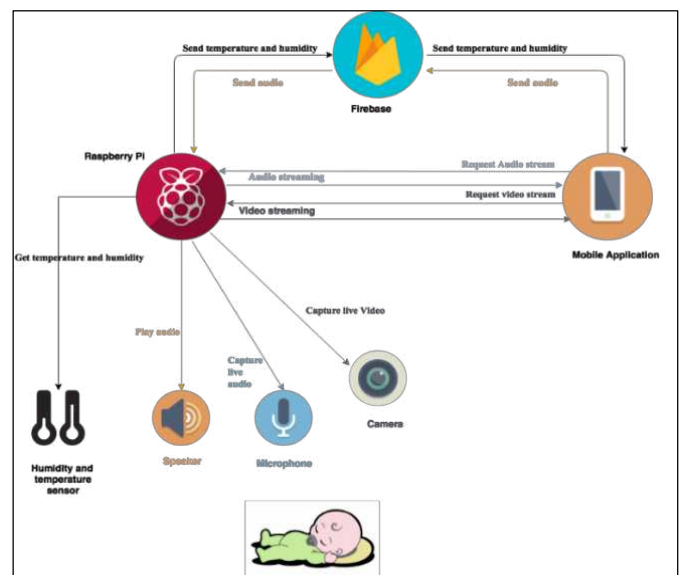 Send temperature and humidity
Send temperature and humidity
Send audio
Send audio
Firebase
Raspberry Pi
Request Audio stream
Audio streaming
Request video stream
Video streaming
Mobile Application
Get temperature and humidity
Capture live Video
Play audio
Capture
live
audio
Camera
Speaker
Microphone
Humidity and
temperature
sensor